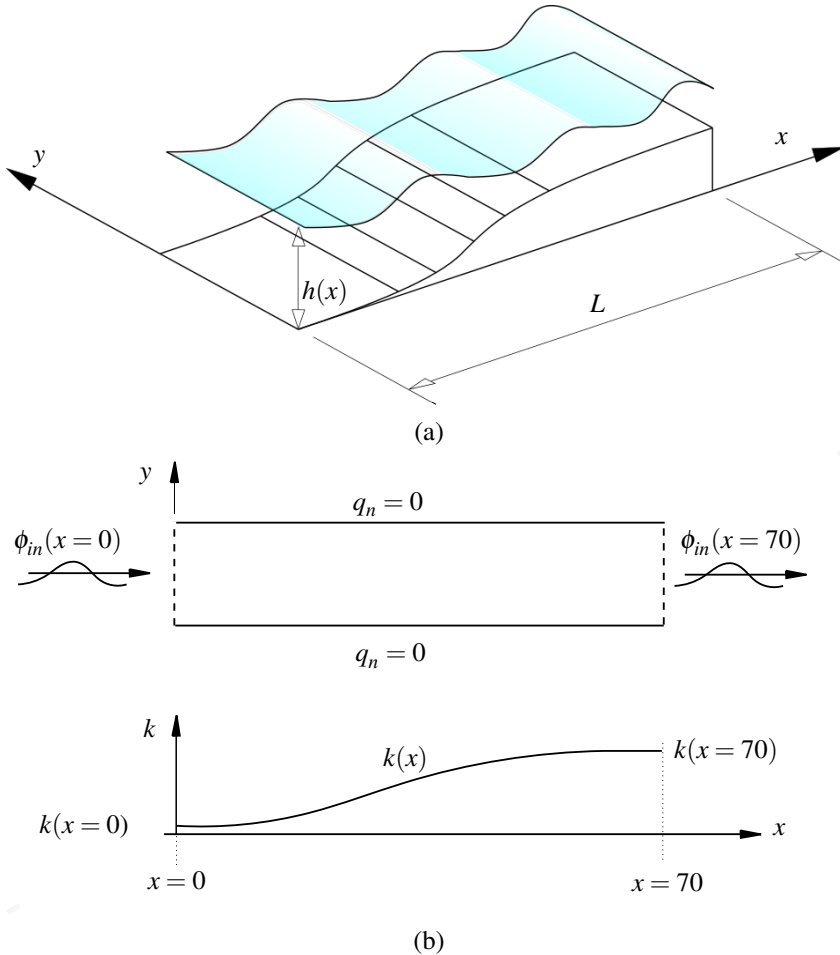 y
x
h(x)
L
(a)
y
q_n = 0
ϕ_in(x = 0)
ϕ_in(x = 70)
q_n = 0
k
k(x)
k(x = 70)
k(x = 0)
x
x = 0
x = 70
(b)